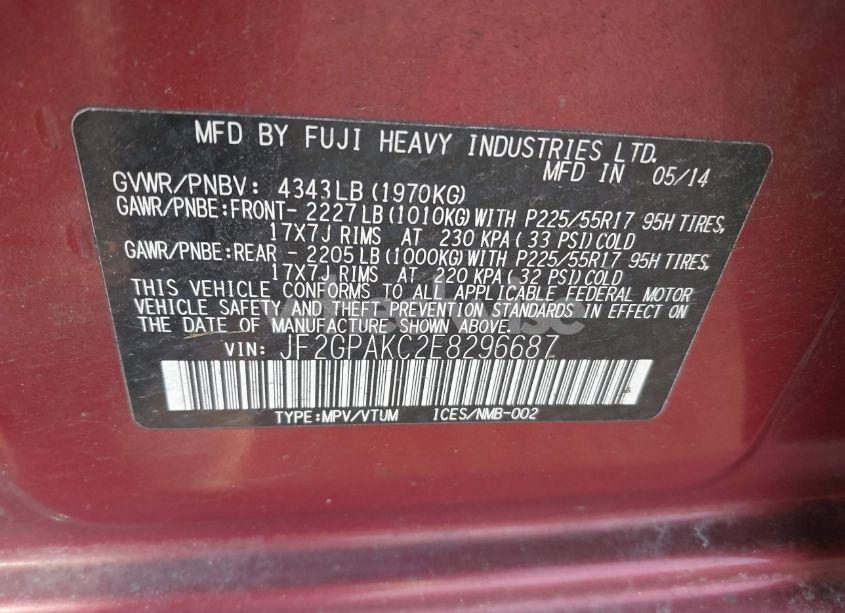 MFD BY FUJI HEAVY INDUSTRIES LTD.
MFD IN 05/14
GVWR/PNBV: 4343LB (1970KG)
GAWR/PNBE:FRONT- 2227LB (1010KG) WITH P225/55R17 95H TIRES,
17X7J RIMS AT 230 KPA ( 33 PSI) COLD
GAWR/PNBE:REAR - 2205LB (1000KG) WITH P225/55R17 95H TIRES,
17X7J RIMS AT 220 KPA ( 32 PSI) COLD
THIS VEHICLE CONFORMS TO ALL APPLICABLE FEDERAL MOTOR
VEHICLE SAFETY AND THEFT PREVENTION STANDARDS IN EFFECT ON
THE DATE OF MANUFACTURE SHOWN ABOVE.
VIN: JF2GPAKC2E8296687
TYPE:MPV/VTUM ICES/NMB-002